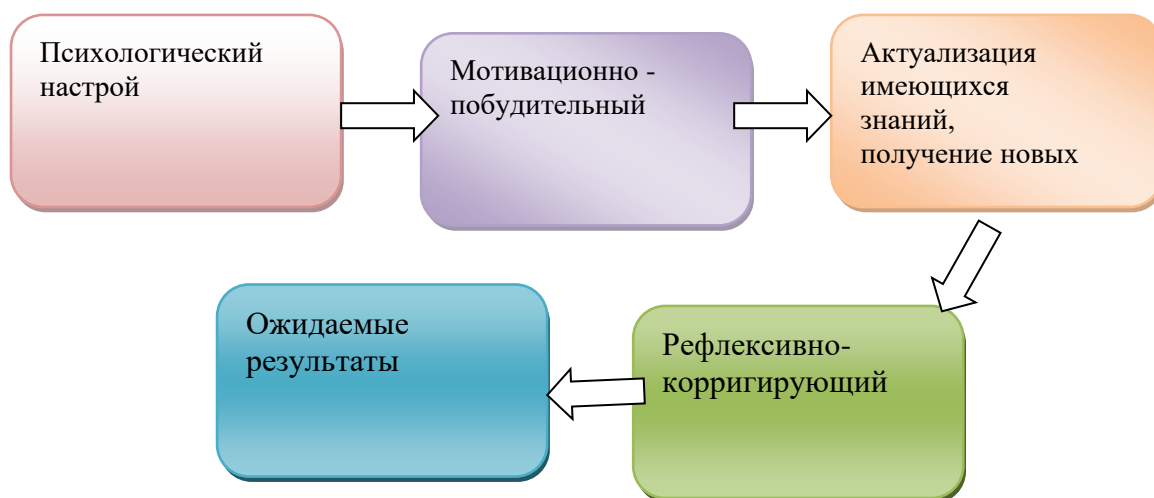 Психологический
настрой
Мотивационно -
побудительный
Актуализация
имеющихся
знаний,
получение новых
Рефлексивно-
корригирующий
Ожидаемые
результаты